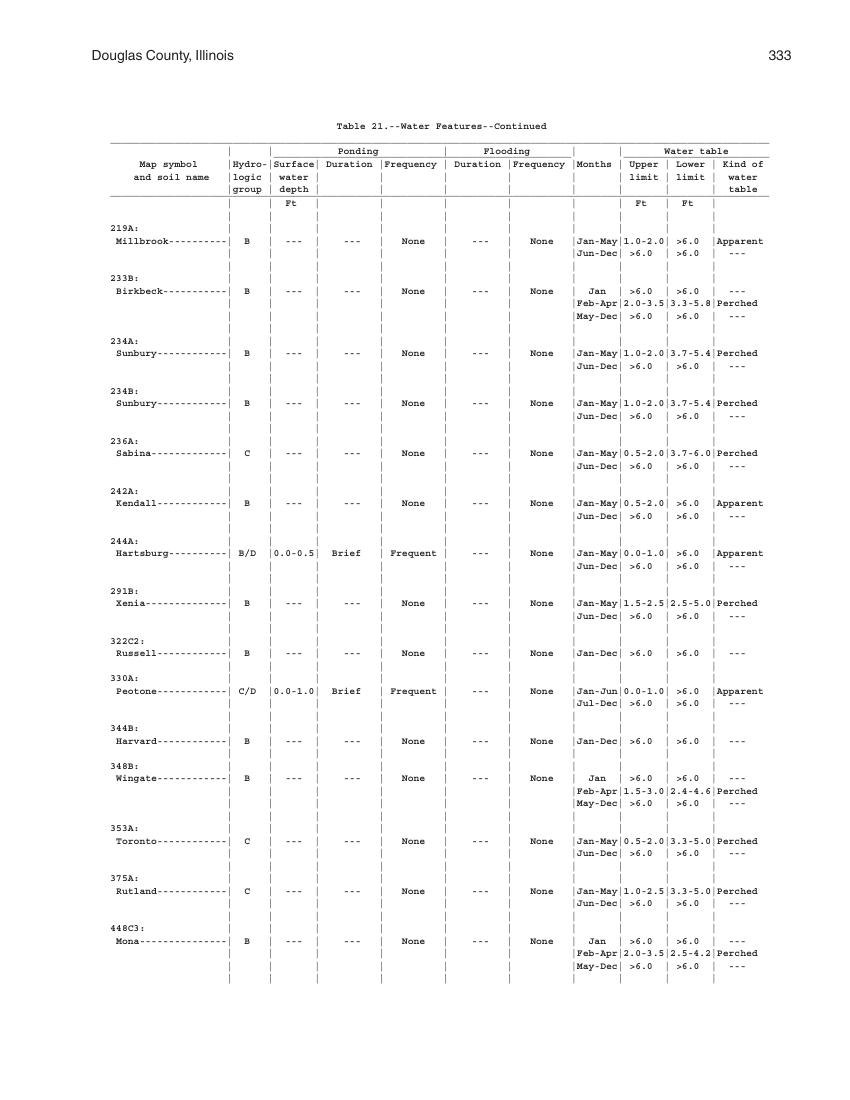 Douglas County, Illinois 333
Table 21.--Water Features--Continued
| | Ponding | Flooding | | Water table
Map symbol |Hydro-|Surface| Duration |Frequency | Duration |Frequency |Months | Upper | Lower | Kind of
and soil name |logic | water | | | | | | limit | limit | water
|group | depth | | | | | | | | table
| | Ft | | | | | | Ft | Ft |
219A:
Millbrook----------| B | --- | --- | None | --- | None |Jan-May|1.0-2.0| >6.0 |Apparent
|Jun-Dec| >6.0 | >6.0 | ---
233B:
Birkbeck-----------| B | --- | --- | None | --- | None | Jan | >6.0 | >6.0 | ---
|Feb-Apr|2.0-3.5|3.3-5.8|Perched
|May-Dec| >6.0 | >6.0 | ---
234A:
Sunbury------------| B | --- | --- | None | --- | None |Jan-May|1.0-2.0|3.7-5.4|Perched
|Jun-Dec| >6.0 | >6.0 | ---
234B:
Sunbury------------| B | --- | --- | None | --- | None |Jan-May|1.0-2.0|3.7-5.4|Perched
|Jun-Dec| >6.0 | >6.0 | ---
236A:
Sabina-------------| C | --- | --- | None | --- | None |Jan-May|0.5-2.0|3.7-6.0|Perched
|Jun-Dec| >6.0 | >6.0 | ---
242A:
Kendall------------| B | --- | --- | None | --- | None |Jan-May|0.5-2.0| >6.0 |Apparent
|Jun-Dec| >6.0 | >6.0 | ---
244A:
Hartsburg----------| B/D |0.0-0.5| Brief | Frequent | --- | None |Jan-May|0.0-1.0| >6.0 |Apparent
|Jun-Dec| >6.0 | >6.0 | ---
291B:
Xenia--------------| B | --- | --- | None | --- | None |Jan-May|1.5-2.5|2.5-5.0|Perched
|Jun-Dec| >6.0 | >6.0 | ---
322C2:
Russell------------| B | --- | --- | None | --- | None |Jan-Dec| >6.0 | >6.0 | ---
330A:
Peotone------------| C/D |0.0-1.0| Brief | Frequent | --- | None |Jan-Jun|0.0-1.0| >6.0 |Apparent
|Jul-Dec| >6.0 | >6.0 | ---
344B:
Harvard------------| B | --- | --- | None | --- | None |Jan-Dec| >6.0 | >6.0 | ---
348B:
Wingate------------| B | --- | --- | None | --- | None | Jan | >6.0 | >6.0 | ---
|Feb-Apr|1.5-3.0|2.4-4.6|Perched
|May-Dec| >6.0 | >6.0 | ---
353A:
Toronto------------| C | --- | --- | None | --- | None |Jan-May|0.5-2.0|3.3-5.0|Perched
|Jun-Dec| >6.0 | >6.0 | ---
375A:
Rutland------------| C | --- | --- | None | --- | None |Jan-May|1.0-2.5|3.3-5.0|Perched
|Jun-Dec| >6.0 | >6.0 | ---
448C3:
Mona---------------| B | --- | --- | None | --- | None | Jan | >6.0 | >6.0 | ---
|Feb-Apr|2.0-3.5|2.5-4.2|Perched
|May-Dec| >6.0 | >6.0 | ---